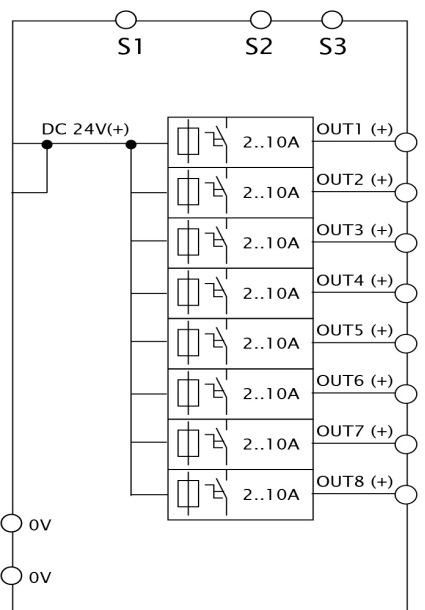 S1 S2 S3
DC 24V(+)
2..10A OUT1 (+)
2..10A OUT2 (+)
2..10A OUT3 (+)
2..10A OUT4 (+)
2..10A OUT5 (+)
2..10A OUT6 (+)
2..10A OUT7 (+)
2..10A OUT8 (+)
0V
0V